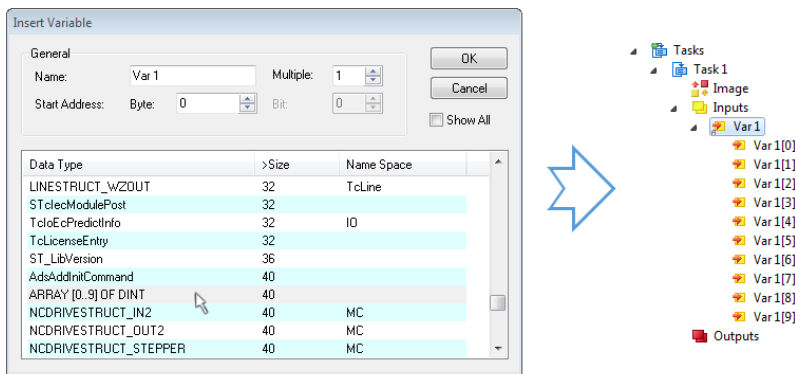 Insert Variable
General
Name: Var 1 Multiple: 1
Start Address: Byte: 0 Bit: 0
OK
Cancel
Show All
Data Type >Size Name Space
LINESTRUCT_WZOUT 32 TcLine
STcIecModulePost 32
TcIoEcPredictInfo 32 IO
TcLicenseEntry 32
ST_LibVersion 36
AdsAddInitCommand 40
ARRAY [0..9] OF DINT 40
NCDRIVESTRUCT_IN2 40 MC
NCDRIVESTRUCT_OUT2 40 MC
NCDRIVESTRUCT_STEPPER 40 MC
Tasks
Task 1
Image
Inputs
Var 1
Var 1[0]
Var 1[1]
Var 1[2]
Var 1[3]
Var 1[4]
Var 1[5]
Var 1[6]
Var 1[7]
Var 1[8]
Var 1[9]
Outputs